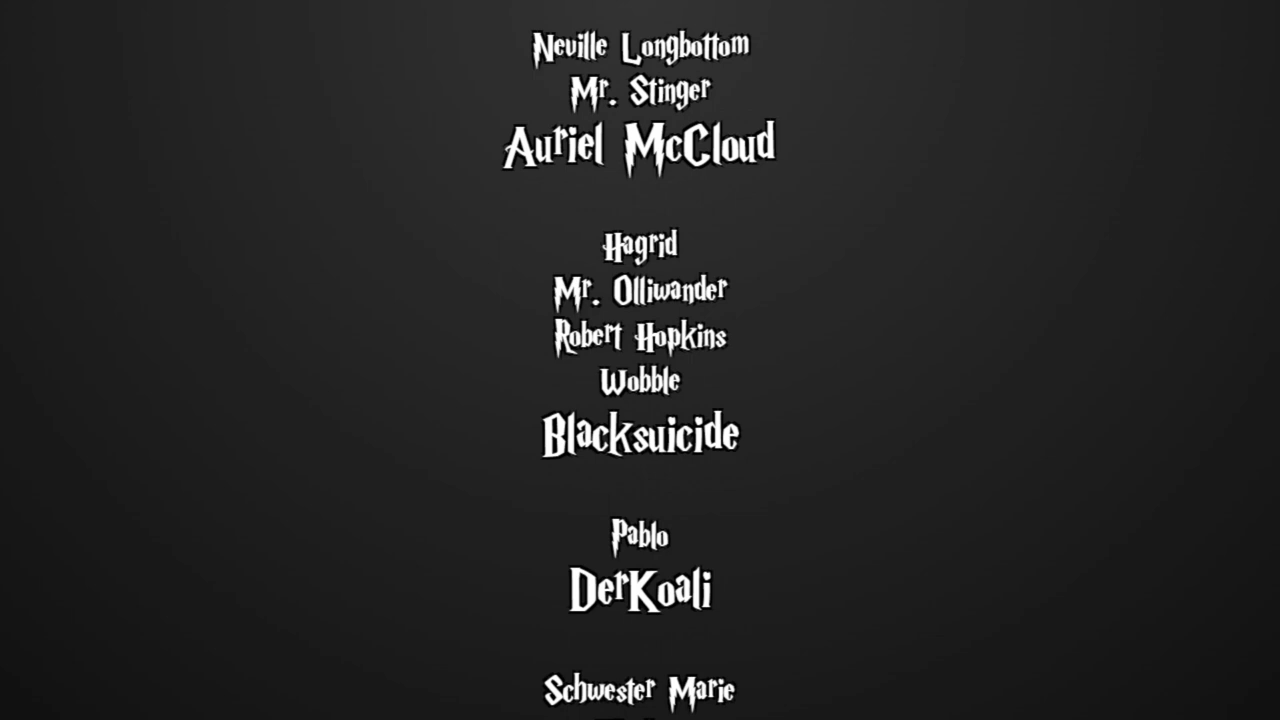 Neville Longbottom
Mr. Stinger
Auriel McCloud
Hagrid
Mr. Olliwander
Robert Hopkins
Wobble
Blacksuicide
Pablo
DerKoali
Schwester Marie